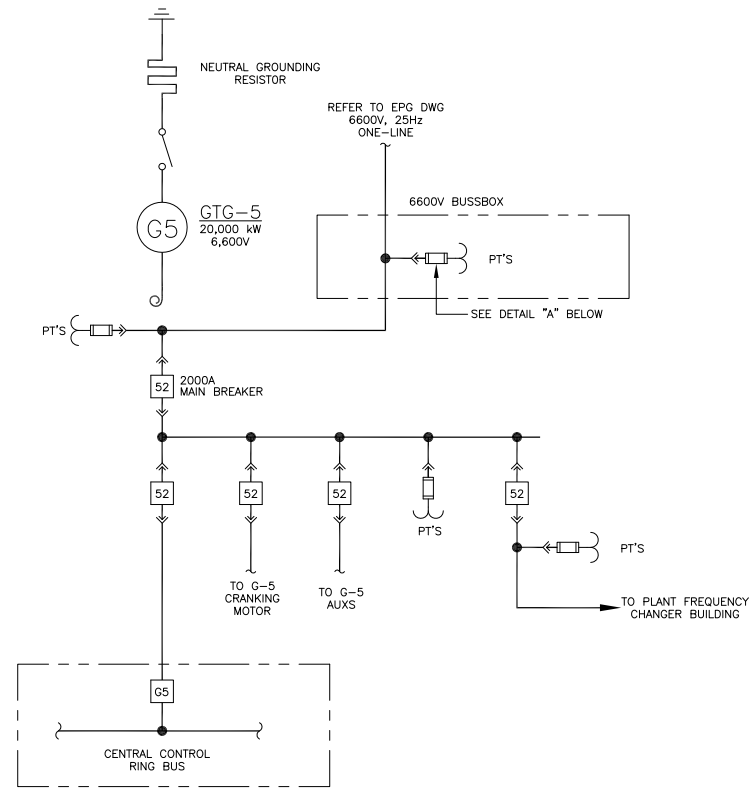 NEUTRAL GROUNDING
RESISTOR
REFER TO EPG DWG
6600V, 25Hz
ONE-LINE
6600V BUSSBOX
G5
GTG-5
20,000 kW
6,600V
PT'S
SEE DETAIL "A" BELOW
PT'S
52
2000A
MAIN BREAKER
52
52
52
52
PT'S
PT'S
TO G-5
CRANKING
MOTOR
TO G-5
AUXS
TO PLANT FREQUENCY
CHANGER BUILDING
G5
CENTRAL CONTROL
RING BUS